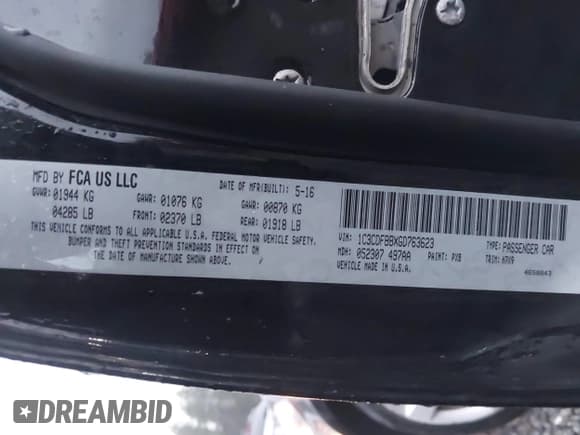 MFD BY FCA US LLC
DATE OF MFR(BUILT): 5-16
GVWR: 01944 KG
GAWR: 01076 KG
GAWR: 00870 KG
04285 LB
FRONT: 02370 LB
REAR: 01918 LB
THIS VEHICLE CONFORMS TO ALL APPLICABLE U.S.A. FEDERAL MOTOR VEHICLE SAFETY,
BUMPER AND THEFT PREVENTION STANDARDS IN EFFECT ON
THE DATE OF MANUFACTURE SHOWN ABOVE.
VIN: 1C3CDFBBXGD763623
TYPE: PASSENGER CAR
MDH: 052307 497AA
PAINT: PXB
TRIM: H7X9
VEHICLE MADE IN U.S.A.
4658843
DREAMBID